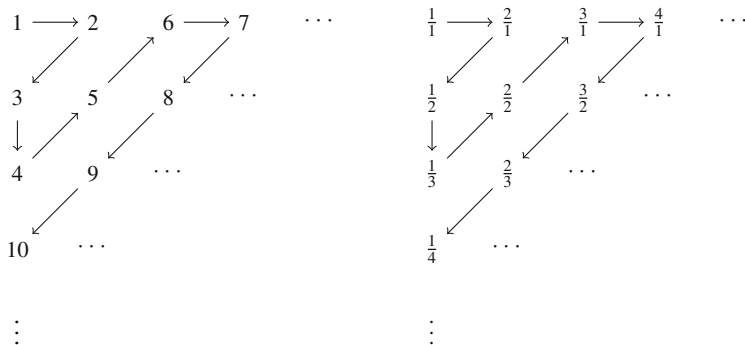 1 2 6 7 ··· 1/1 2/1 3/1 4/1 ···
3 5 8 ··· 1/2 2/2 3/2 ···
4 9 ··· 1/3 2/3 ···
10 ··· 1/4 ···
⋮ ⋮